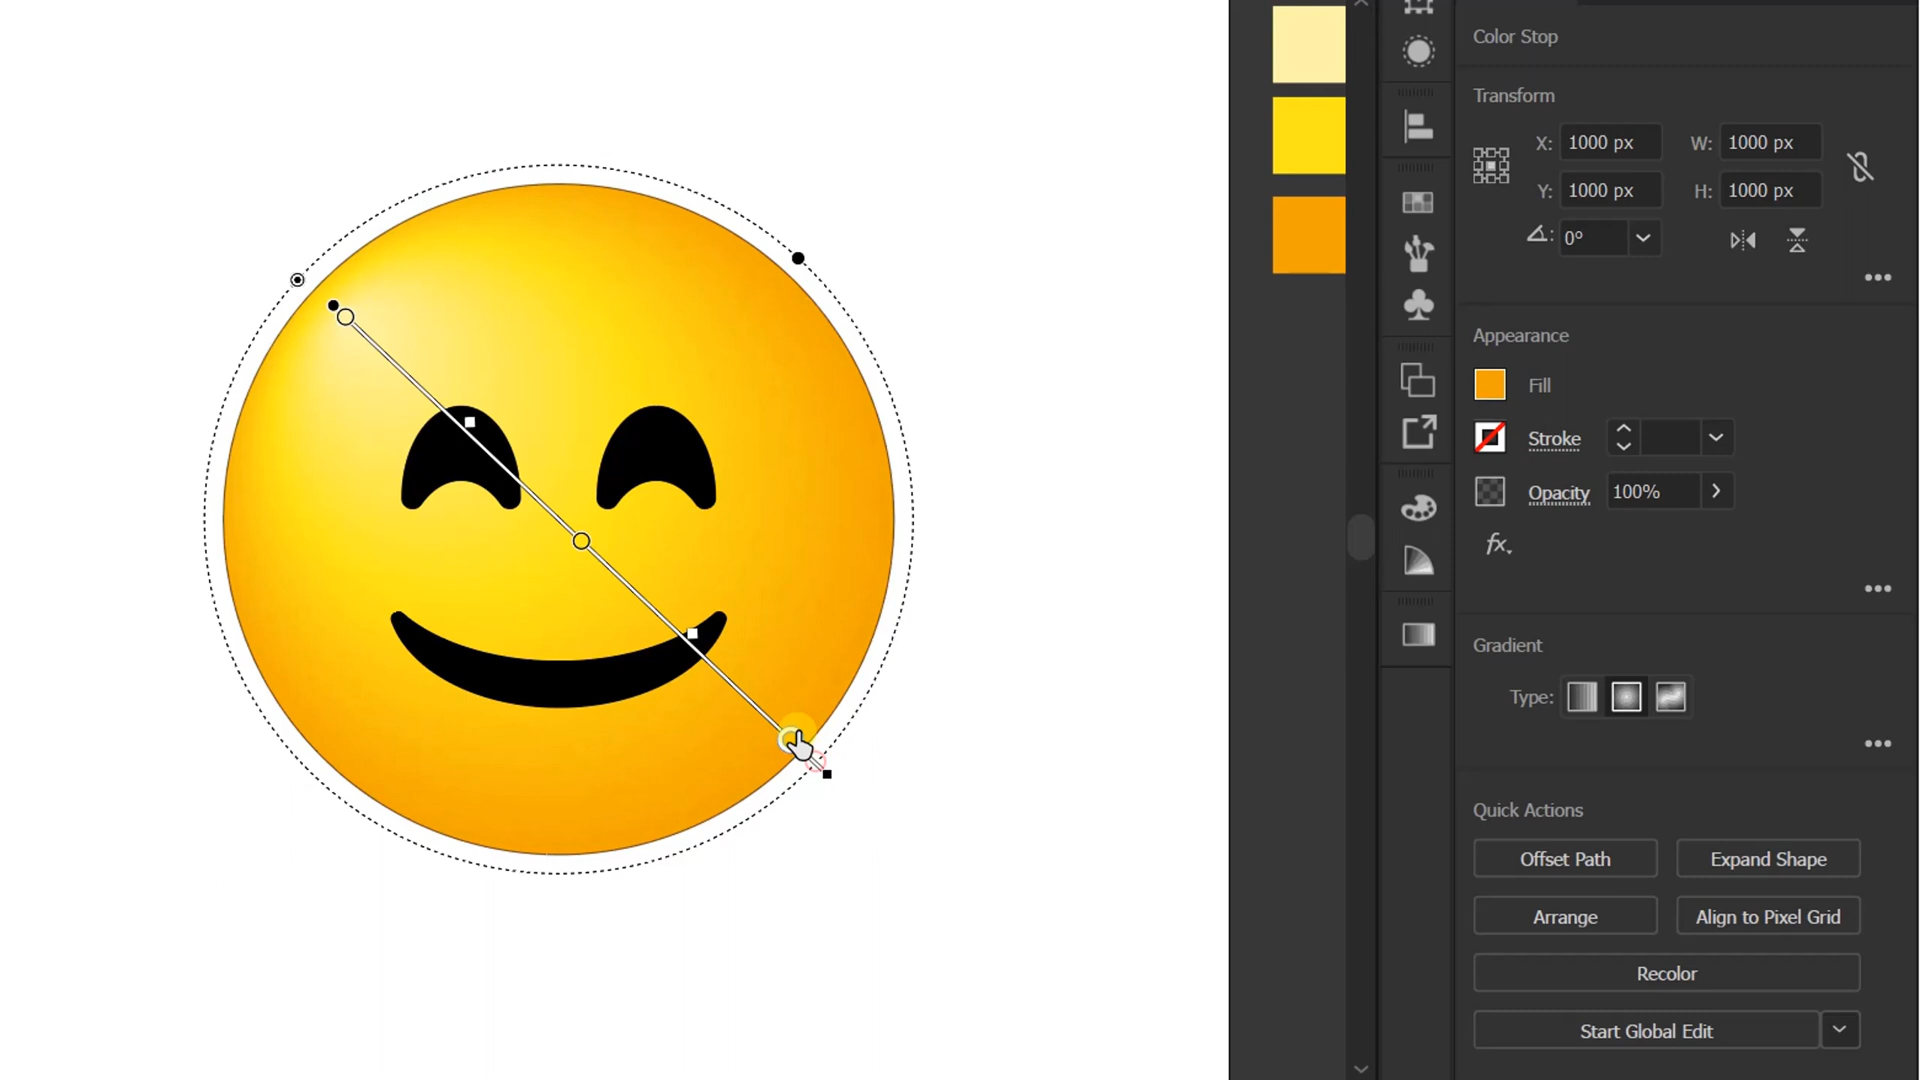 Color Stop
Transform
X: 1000 px W: 1000 px
Y: 1000 px H: 1000 px
0°
Appearance
Fill
Stroke
Opacity 100%
fx
Gradient
Type:
Quick Actions
Offset Path Expand Shape
Arrange Align to Pixel Grid
Recolor
Start Global Edit